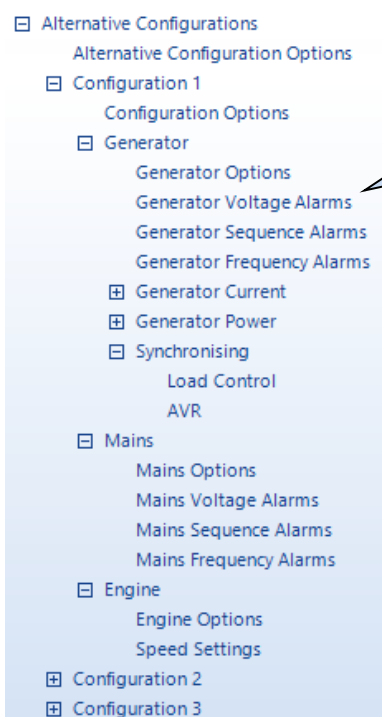 Alternative Configurations
Alternative Configuration Options
Configuration 1
Configuration Options
Generator
Generator Options
Generator Voltage Alarms
Generator Sequence Alarms
Generator Frequency Alarms
Generator Current
Generator Power
Synchronising
Load Control
AVR
Mains
Mains Options
Mains Voltage Alarms
Mains Sequence Alarms
Mains Frequency Alarms
Engine
Engine Options
Speed Settings
Configuration 2
Configuration 3